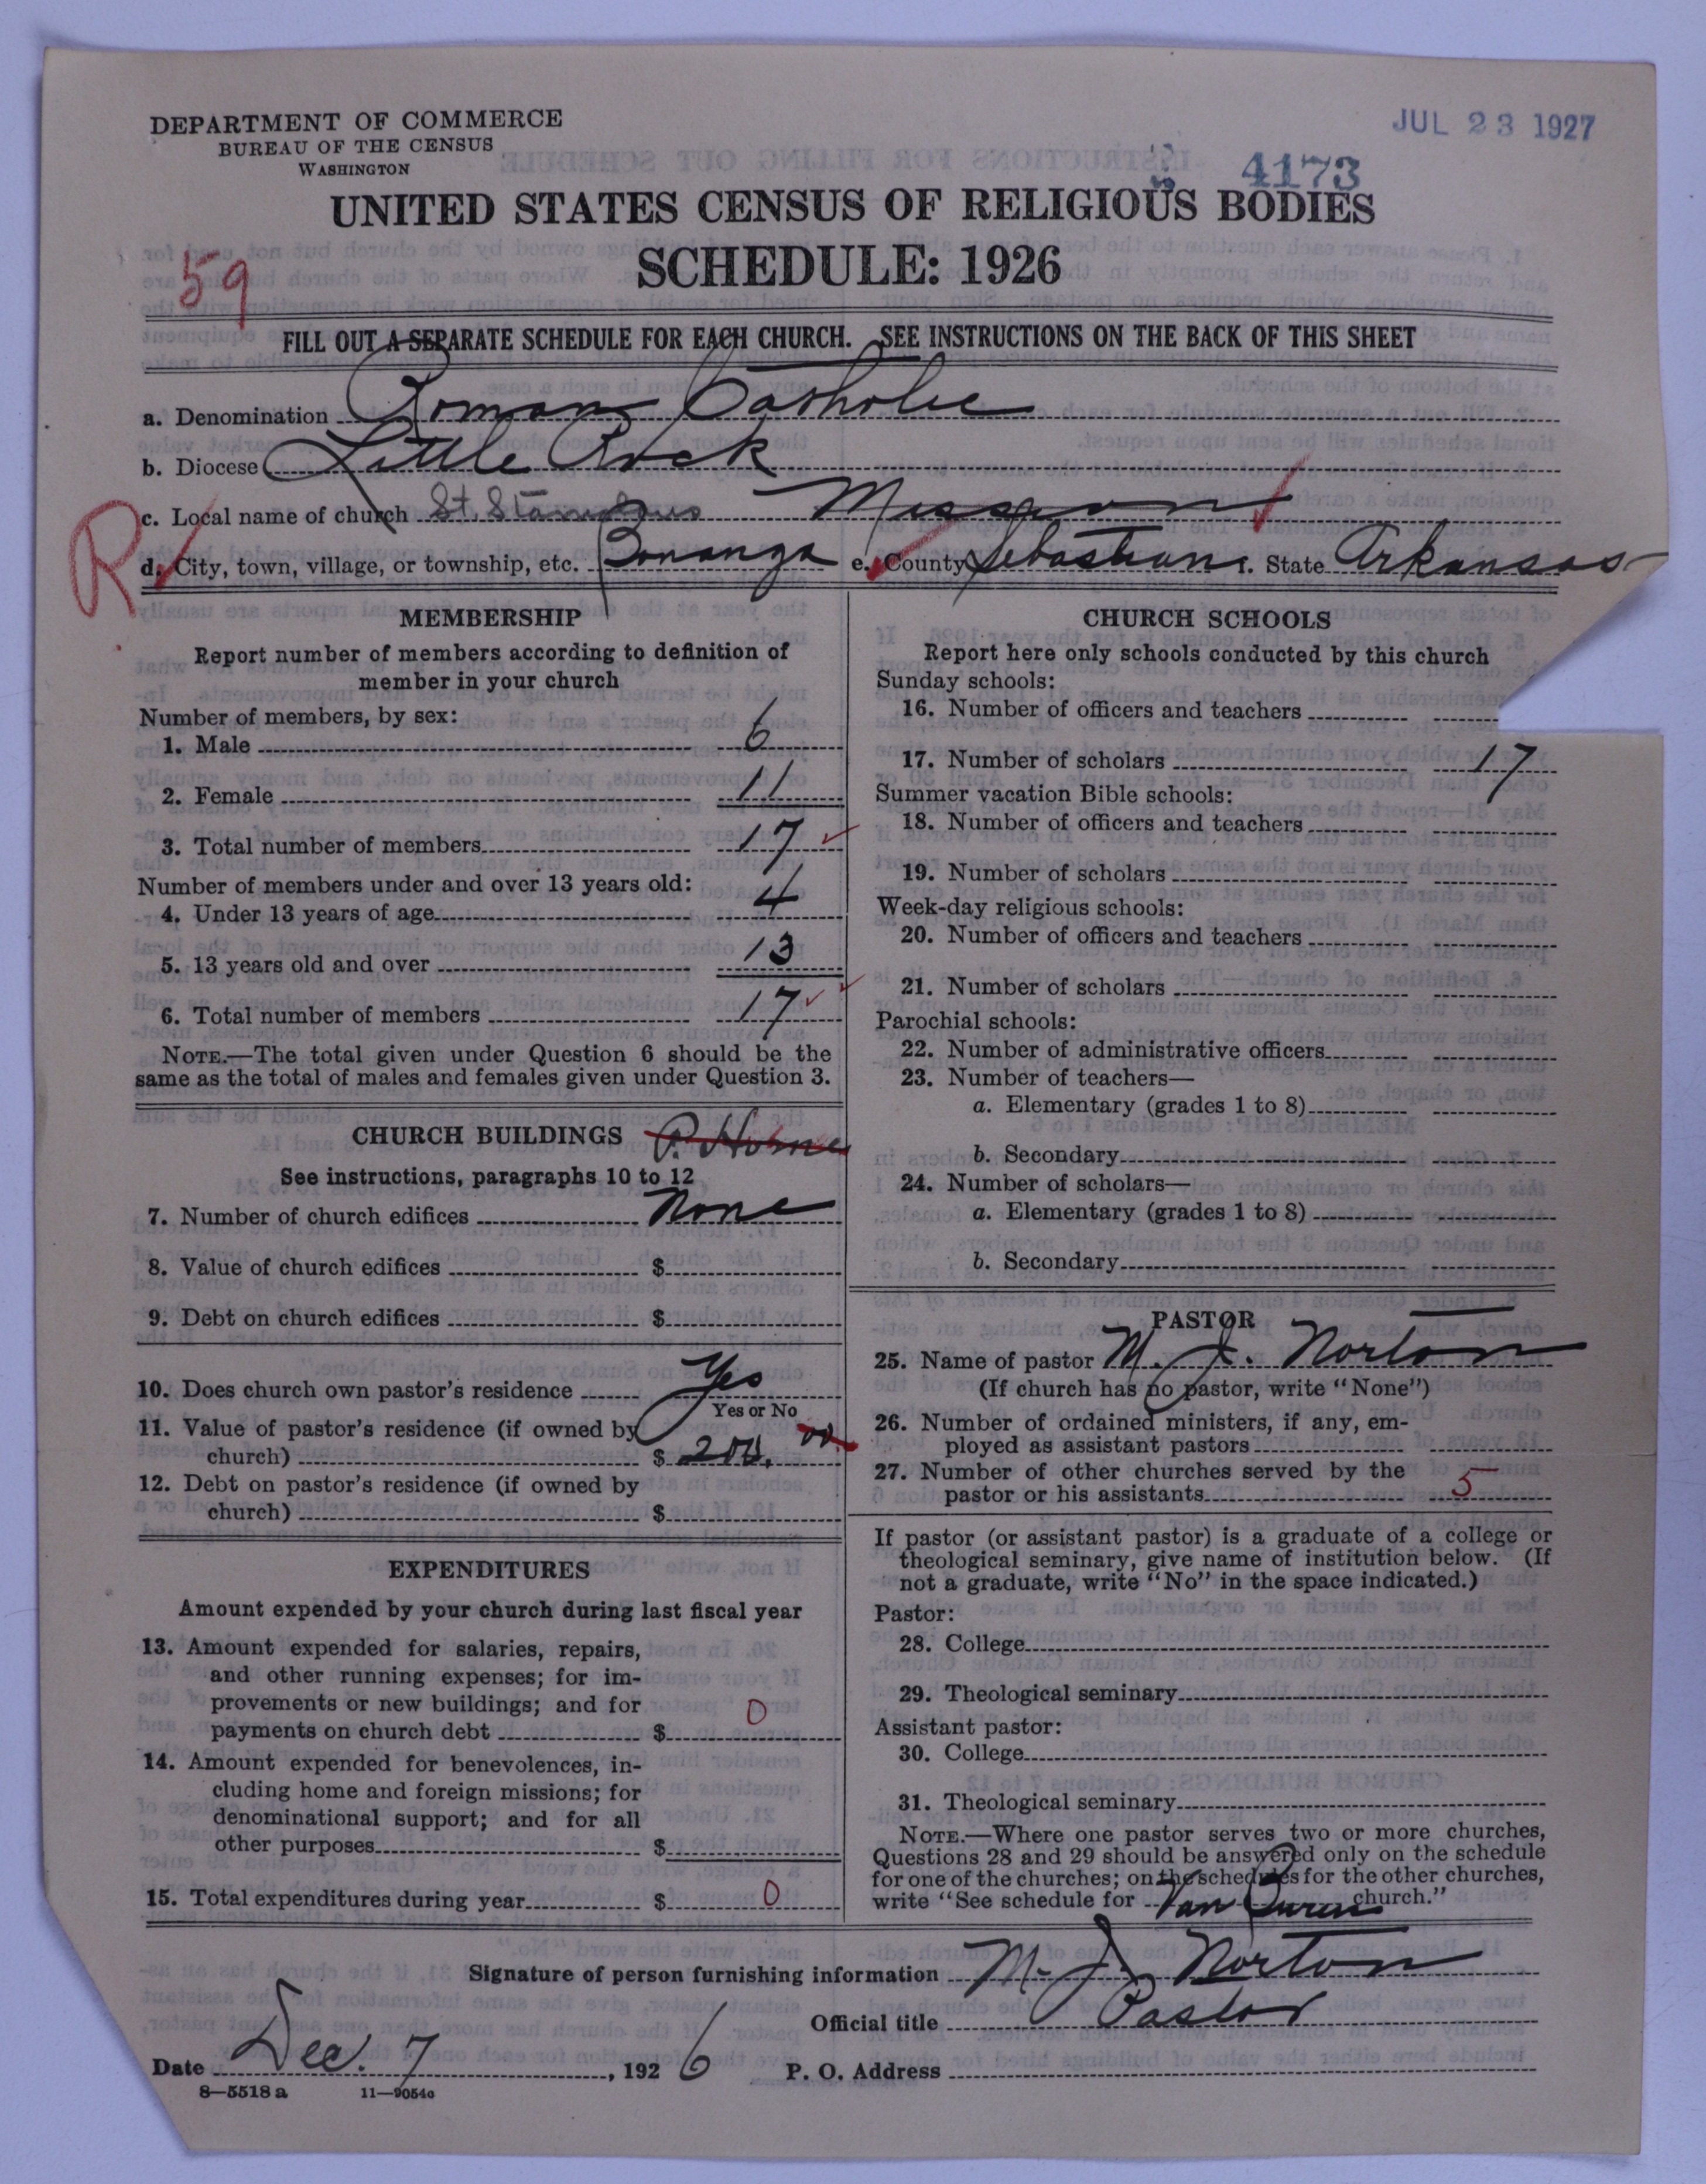 DEPARTMENT OF COMMERCE
BUREAU OF THE CENSUS
WASHINGTON
JUL 23 1927
4173
UNITED STATES CENSUS OF RELIGIOUS BODIES
SCHEDULE: 1926
59
FILL OUT A SEPARATE SCHEDULE FOR EACH CHURCH. SEE INSTRUCTIONS ON THE BACK OF THIS SHEET
a. Denomination Roman Catholic
b. Diocese Little Rock
c. Local name of church St. Mission
R
d. City, town, village, or township, etc. Bonanza e. County Sebastian f. State Arkansas
MEMBERSHIP
Report number of members according to definition of
member in your church
Number of members, by sex:
1. Male 6
2. Female 11
3. Total number of members 17
Number of members under and over 13 years old:
4. Under 13 years of age 4
5. 13 years old and over 13
6. Total number of members 17
NOTE.—The total given under Question 6 should be the
same as the total of males and females given under Question 3.
CHURCH BUILDINGS P. Home
See instructions, paragraphs 10 to 12
7. Number of church edifices None
8. Value of church edifices $
9. Debt on church edifices $
10. Does church own pastor's residence Yes
Yes or No
11. Value of pastor's residence (if owned by
church) $ 200. 00
12. Debt on pastor's residence (if owned by
church) $
EXPENDITURES
Amount expended by your church during last fiscal year
13. Amount expended for salaries, repairs,
and other running expenses; for im-
provements or new buildings; and for
payments on church debt $ 0
14. Amount expended for benevolences, in-
cluding home and foreign missions; for
denominational support; and for all
other purposes $
15. Total expenditures during year $ 0
CHURCH SCHOOLS
Report here only schools conducted by this church
Sunday schools:
16. Number of officers and teachers
17. Number of scholars 17
Summer vacation Bible schools:
18. Number of officers and teachers
19. Number of scholars
Week-day religious schools:
20. Number of officers and teachers
21. Number of scholars
Parochial schools:
22. Number of administrative officers
23. Number of teachers—
a. Elementary (grades 1 to 8)
b. Secondary
24. Number of scholars—
a. Elementary (grades 1 to 8)
b. Secondary
PASTOR
25. Name of pastor M. J. Norton
(If church has no pastor, write "None")
26. Number of ordained ministers, if any, em-
ployed as assistant pastors
27. Number of other churches served by the
pastor or his assistants 5
If pastor (or assistant pastor) is a graduate of a college or
theological seminary, give name of institution below. (If
not a graduate, write "No" in the space indicated.)
Pastor:
28. College
29. Theological seminary
Assistant pastor:
30. College
31. Theological seminary
NOTE.—Where one pastor serves two or more churches,
Questions 28 and 29 should be answered only on the schedule
for one of the churches; on the schedules for the other churches,
write "See schedule for Van Buren church."
Signature of person furnishing information M. J. Norton
Official title Pastor
Date Dec. 7, 1926 P. O. Address
8—5518 a 11—9054a